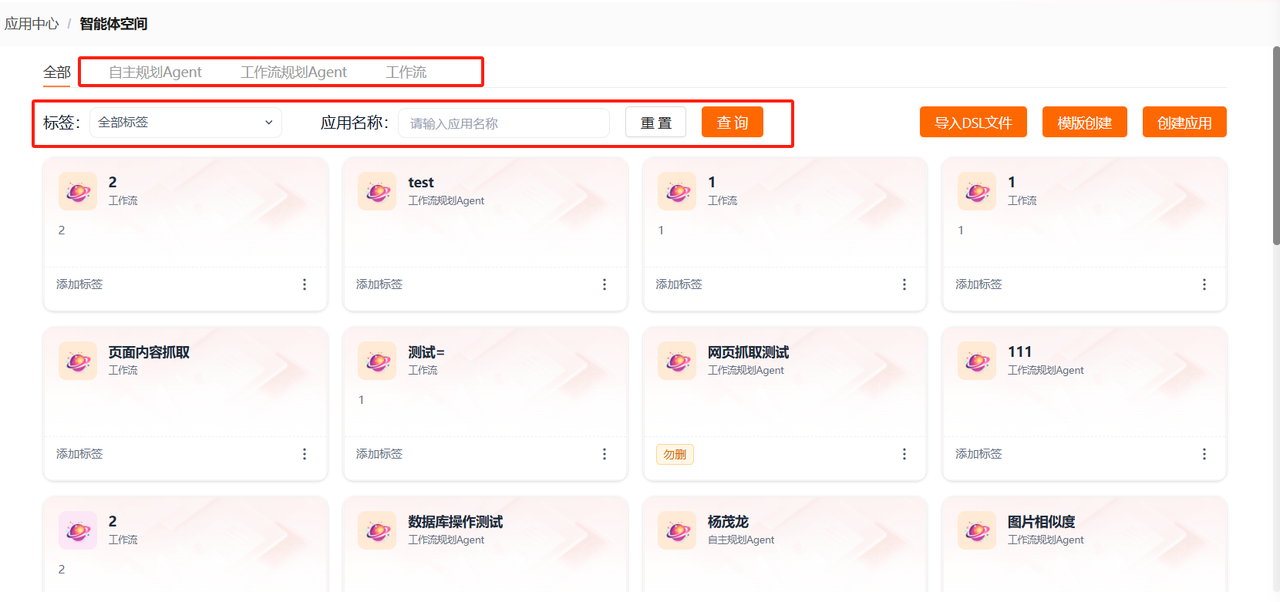 应用中心 / 智能体空间
全部 自主规划Agent 工作流规划Agent 工作流
标签: 全部标签 应用名称: 请输入应用名称 重 置 查 询 导入DSL文件 模版创建 创建应用
2
工作流
2
添加标签
test
工作流规划Agent
添加标签
1
工作流
1
添加标签
1
工作流
1
添加标签
页面内容抓取
工作流
添加标签
测试=
工作流
1
添加标签
网页抓取测试
工作流规划Agent
勿删
111
工作流规划Agent
添加标签
2
工作流
2
数据库操作测试
工作流规划Agent
杨茂龙
自主规划Agent
图片相似度
工作流规划Agent